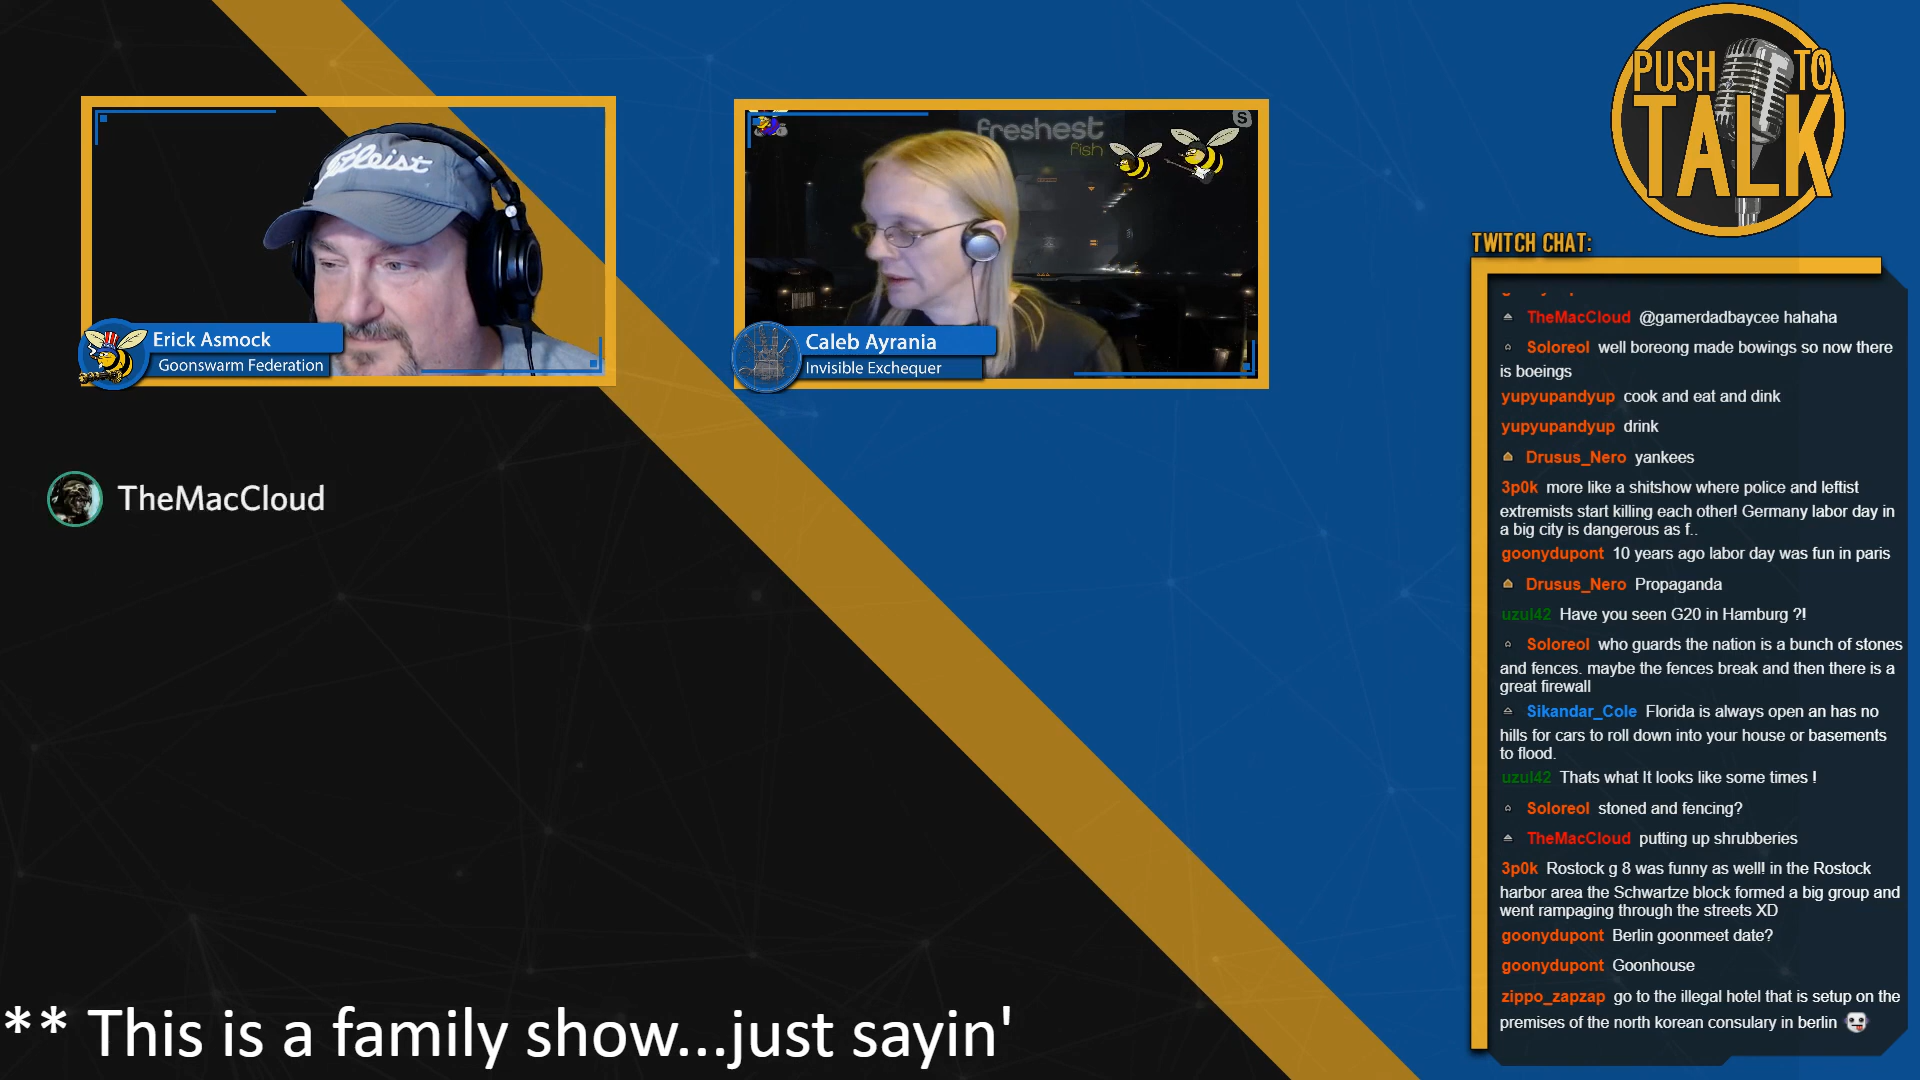 PUSH TO
TALK
Titleist
freshest
fish
S
Erick Asmock
Goonswarm Federation
Caleb Ayrania
Invisible Exchequer
TheMacCloud
** This is a family show...just sayin'
TWITCH CHAT:
TheMacCloud @gamerdadbaycee hahaha
Soloreol well boreong made bowings so now there
is boeings
yupyupandyup cook and eat and dink
yupyupandyup drink
Drusus_Nero yankees
3p0k more like a shitshow where police and leftist
extremists start killing each other! Germany labor day in
a big city is dangerous as f..
goonydupont 10 years ago labor day was fun in paris
Drusus_Nero Propaganda
uzul42 Have you seen G20 in Hamburg ?!
Soloreol who guards the nation is a bunch of stones
and fences. maybe the fences break and then there is a
great firewall
Sikandar_Cole Florida is always open an has no
hills for cars to roll down into your house or basements
to flood.
uzul42 Thats what It looks like some times !
Soloreol stoned and fencing?
TheMacCloud putting up shrubberies
3p0k Rostock g 8 was funny as well! in the Rostock
harbor area the Schwartze block formed a big group and
went rampaging through the streets XD
goonydupont Berlin goonmeet date?
goonydupont Goonhouse
zippo_zapzap go to the illegal hotel that is setup on the
premises of the north korean consulary in berlin